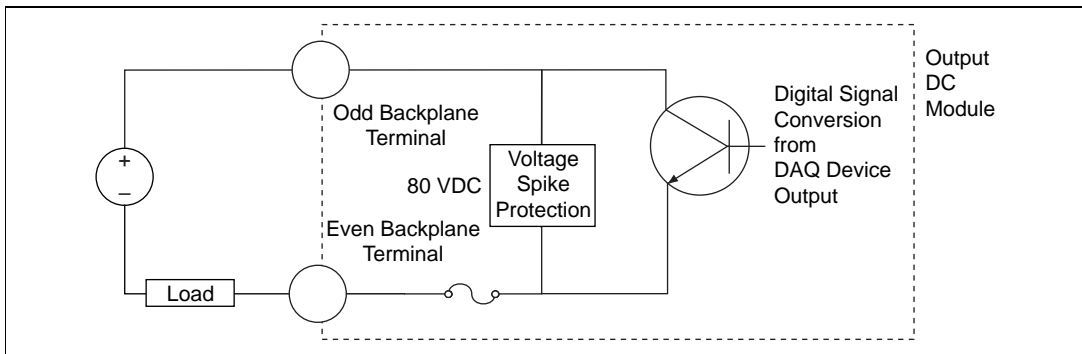 Odd Backplane
Terminal
+
–
80 VDC
Voltage
Spike
Protection
Even Backplane
Terminal
Load
Digital Signal
Conversion
from
DAQ Device
Output
Output
DC
Module